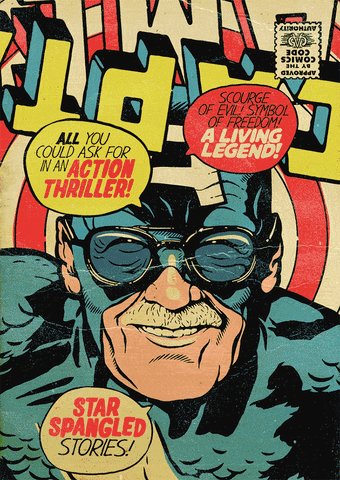 APPROVED
BY THE
COMICS
CODE
AUTHORITY
SCOURGE
OF EVIL! SYMBOL
OF FREEDOM!
A LIVING
LEGEND!
ALL YOU
COULD ASK FOR
IN AN ACTION
THRILLER!
STAR
SPANGLED
STORIES!